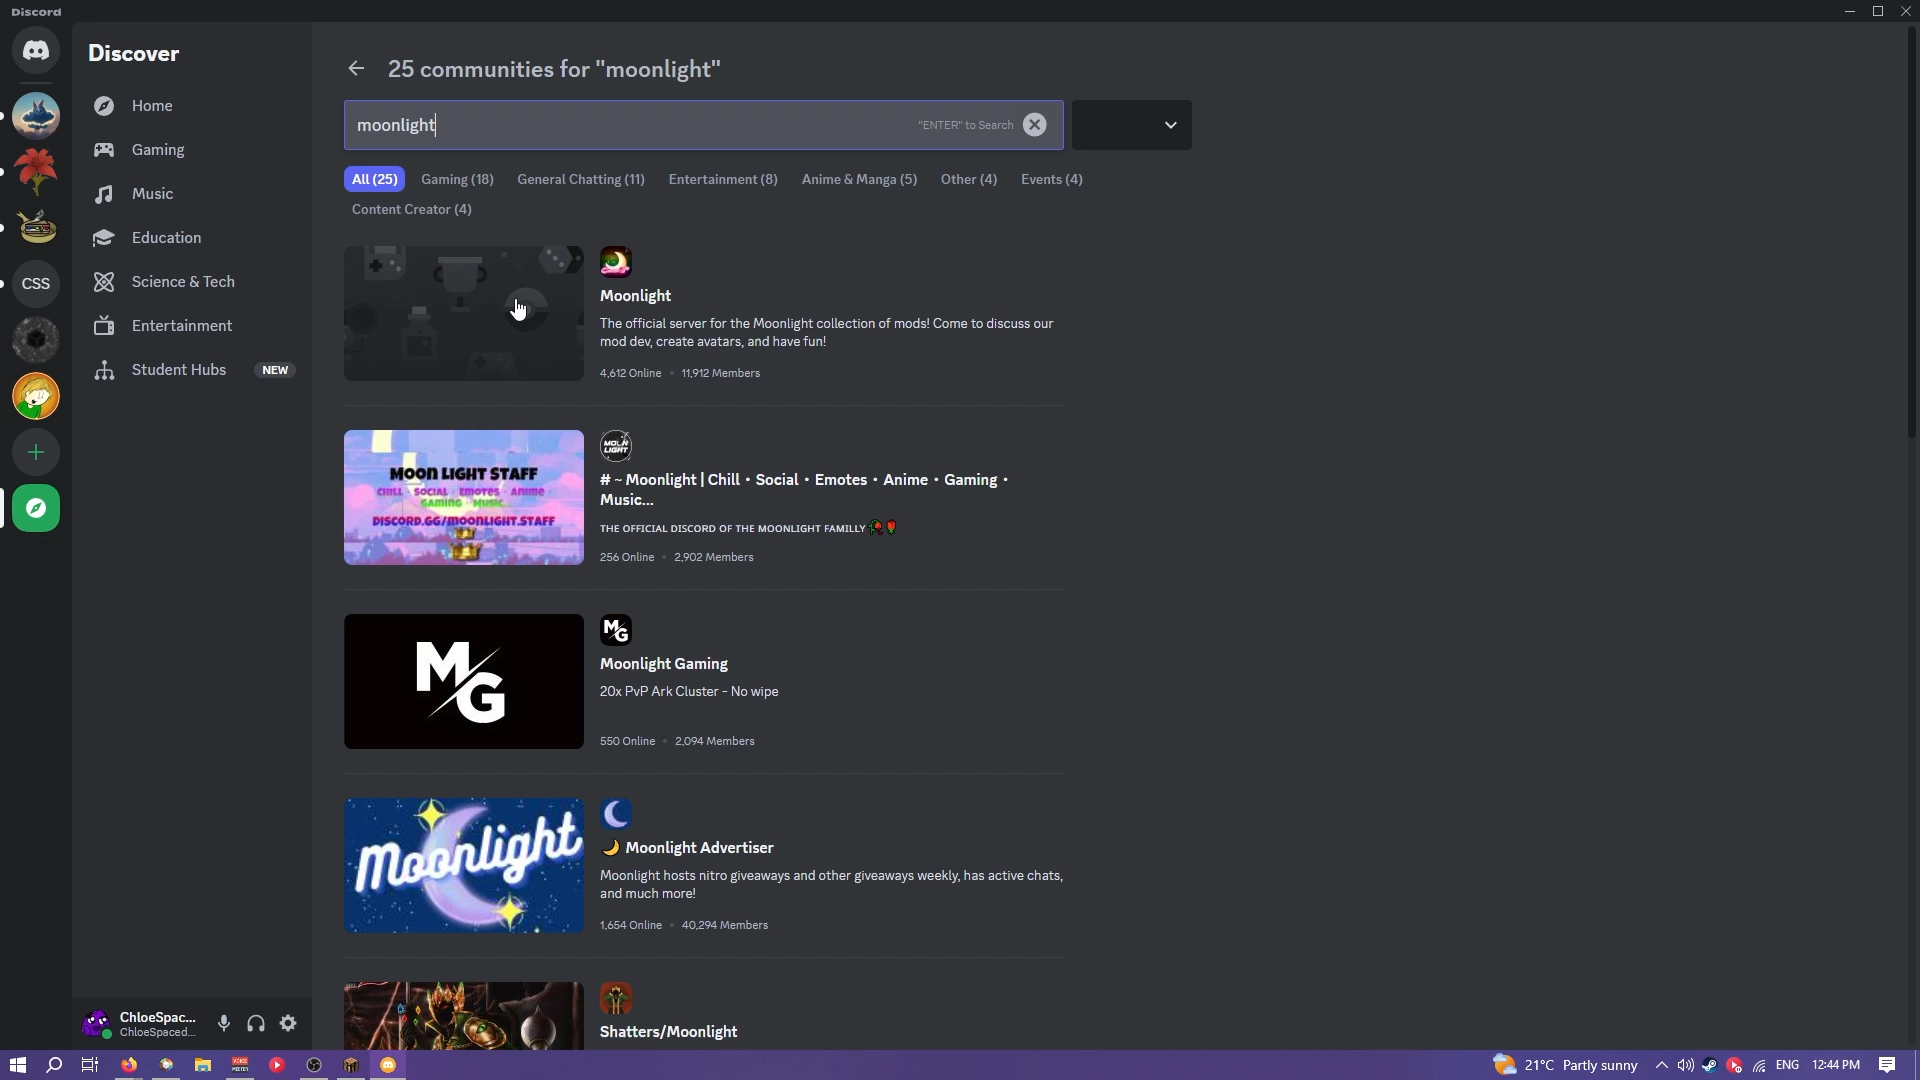 Discord
Discover
Home
Gaming
Music
Education
Science & Tech
Entertainment
Student Hubs NEW
CSS
25 communities for "moonlight"
moonlight "ENTER" to Search
All (25) Gaming (18) General Chatting (11) Entertainment (8) Anime & Manga (5) Other (4) Events (4)
Content Creator (4)
Moonlight
The official server for the Moonlight collection of mods! Come to discuss our
mod dev, create avatars, and have fun!
4,612 Online • 11,912 Members
MOON LIGHT STAFF
CHILL · SOCIAL · EMOTES · ANIME ·
GAMING · MUSIC...
DISCORD.GG/MOONLIGHT.STAFF
MOON
LIGHT
# ~ Moonlight | Chill • Social • Emotes • Anime • Gaming •
Music...
THE OFFICIAL DISCORD OF THE MOONLIGHT FAMILLY
256 Online • 2,902 Members
MG
MG
Moonlight Gaming
20x PvP Ark Cluster - No wipe
550 Online • 2,094 Members
Moonlight
🌙 Moonlight Advertiser
Moonlight hosts nitro giveaways and other giveaways weekly, has active chats,
and much more!
1,654 Online • 40,294 Members
Shatters/Moonlight
ChloeSpac...
ChloeSpaced...
21°C Partly sunny ENG 12:44 PM